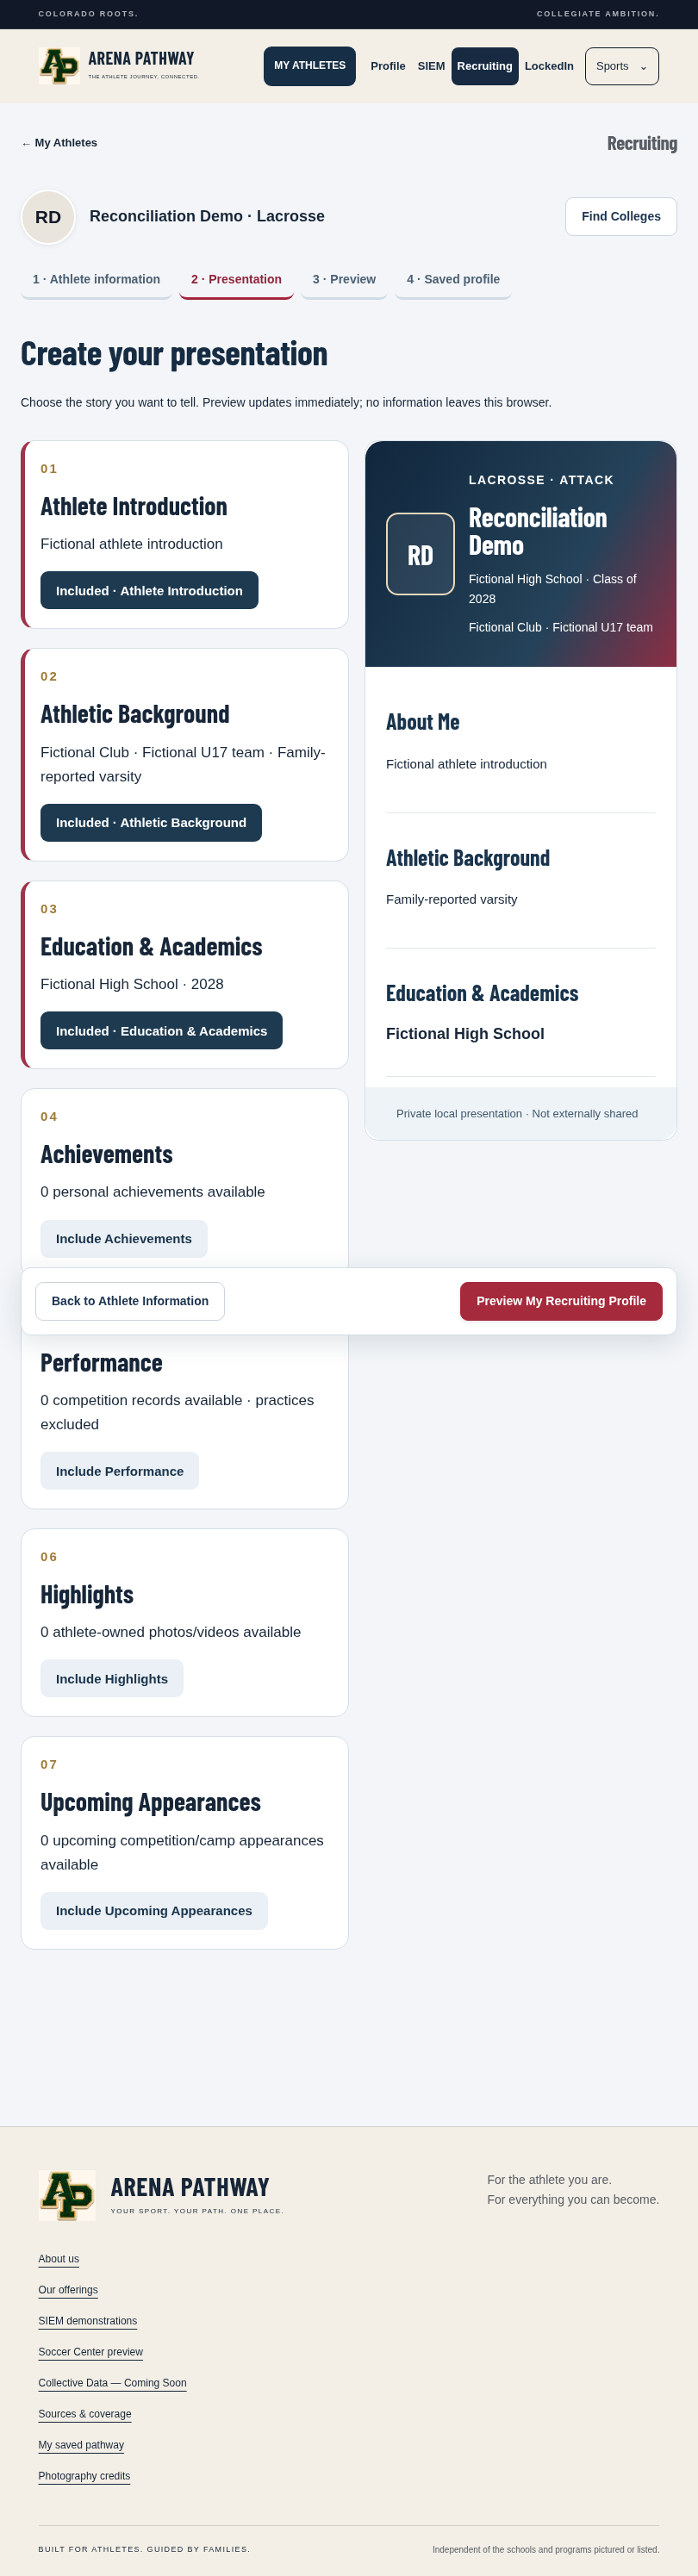 COLORADO ROOTS.
COLLEGIATE AMBITION.
AP
ARENA PATHWAY
THE ATHLETE JOURNEY, CONNECTED.
MY ATHLETES
Profile
SIEM
Recruiting
LockedIn
Sports
← My Athletes
Recruiting
RD
Reconciliation Demo · Lacrosse
Find Colleges
1 · Athlete information
2 · Presentation
3 · Preview
4 · Saved profile
Create your presentation
Choose the story you want to tell. Preview updates immediately; no information leaves this browser.
01
Athlete Introduction
Fictional athlete introduction
Included · Athlete Introduction
02
Athletic Background
Fictional Club · Fictional U17 team · Family-
reported varsity
Included · Athletic Background
03
Education & Academics
Fictional High School · 2028
Included · Education & Academics
04
Achievements
0 personal achievements available
Include Achievements
LACROSSE · ATTACK
RD
Reconciliation
Demo
Fictional High School · Class of
2028
Fictional Club · Fictional U17 team
About Me
Fictional athlete introduction
Athletic Background
Family-reported varsity
Education & Academics
Fictional High School
Private local presentation · Not externally shared
Back to Athlete Information
Preview My Recruiting Profile
Performance
0 competition records available · practices
excluded
Include Performance
06
Highlights
0 athlete-owned photos/videos available
Include Highlights
07
Upcoming Appearances
0 upcoming competition/camp appearances
available
Include Upcoming Appearances
AP
ARENA PATHWAY
YOUR SPORT. YOUR PATH. ONE PLACE.
For the athlete you are.
For everything you can become.
About us
Our offerings
SIEM demonstrations
Soccer Center preview
Collective Data — Coming Soon
Sources & coverage
My saved pathway
Photography credits
BUILT FOR ATHLETES. GUIDED BY FAMILIES.
Independent of the schools and programs pictured or listed.